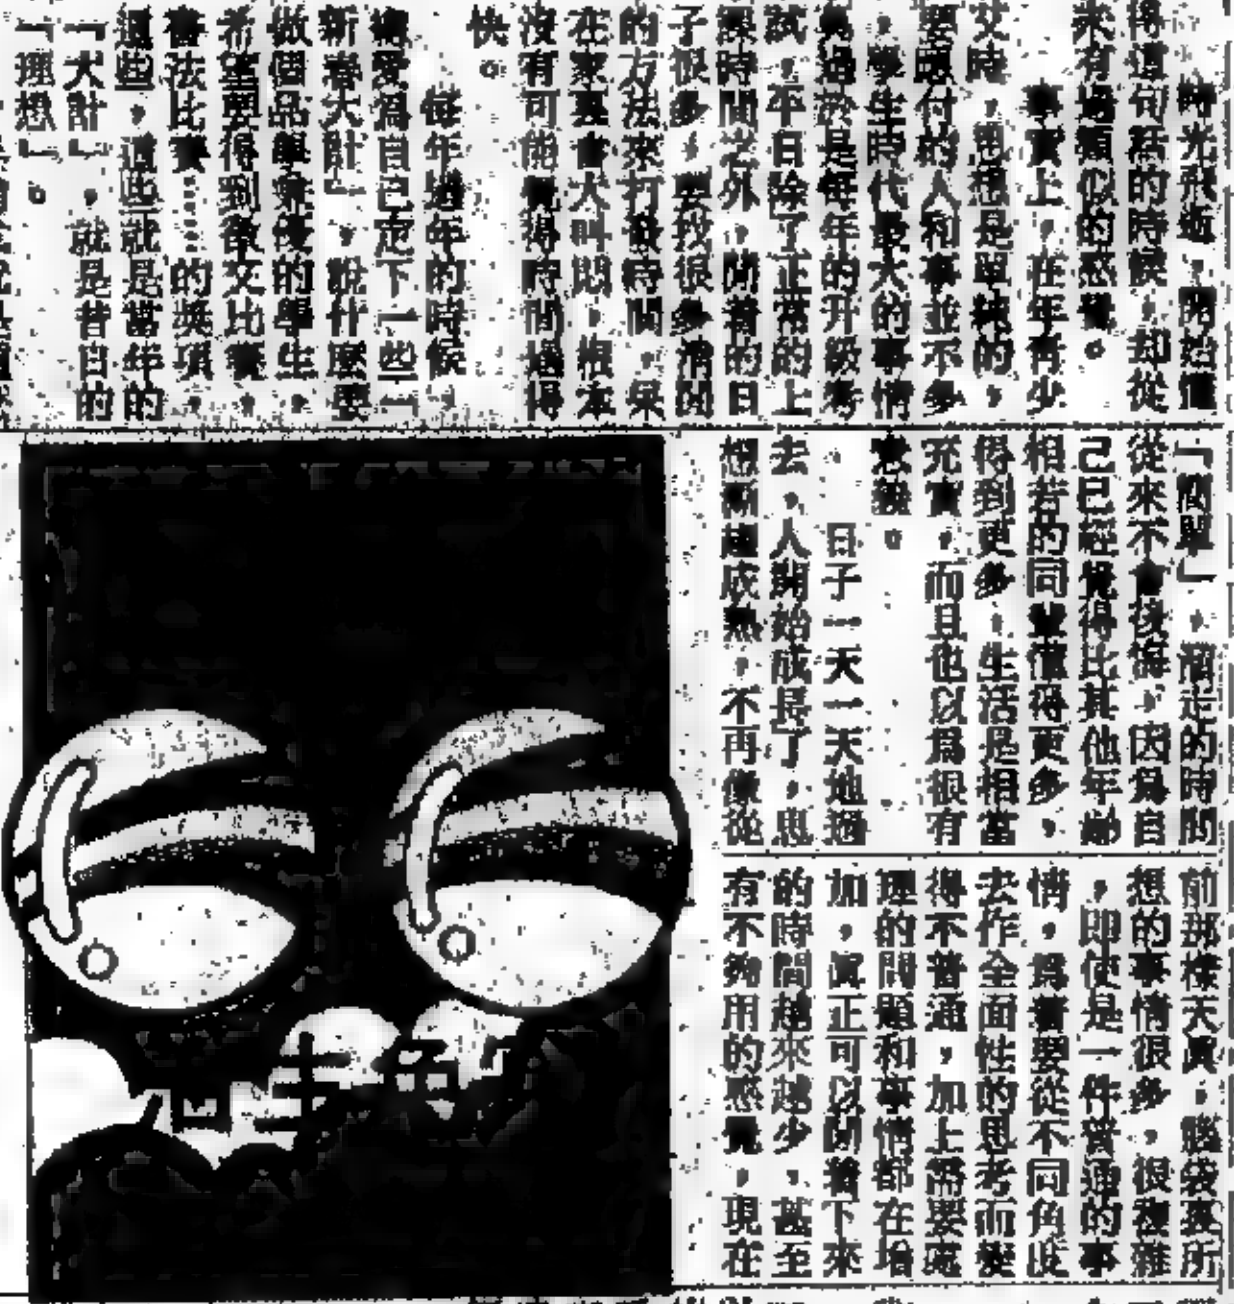 時光飛逝,開始懂
得這句話的時候,却從
來有過類似的感覺。
事實上,在年青少
艾時,思想是單純的,
要應付的人和事並不多
,學生時代最大的事情
莫過於是每年的升級考
試,平日除了正常的上
課時間之外,閒着的日
子很多,要找很多消閒
的方法來打發時間,呆
在家裏會大叫悶,根本
沒有可能覺得時間過得
快。
每年過年的時候
總愛爲自己定下一些「
新春大計」,說什麼要
做個品學兼優的學生,
希望要得到徵文比賽,
書法比賽……的獎項,
這些,這些就是當年的
「大計」,就是昔日的
「理想」。
「簡單」,溜走的時間
從來不會後悔,因爲自
己已經覺得比其他年齡
相若的同輩懂得更多,
得到更多,生活是相當
充實,而且他以爲很有
意義。
日子一天一天地過
去,人開始成長了,思
想漸趨成熟,不再像從
前那樣天眞,腦袋裏所
想的事情很多,很複雜
,即使是一件普通的事
情,爲着要從不同角度
去作全面性的思考而變
得不普通,加上需要處
理的問題和事情都在增
加,眞正可以閒着下來
的時間越來越少,甚至
有不夠用的感覺,現在